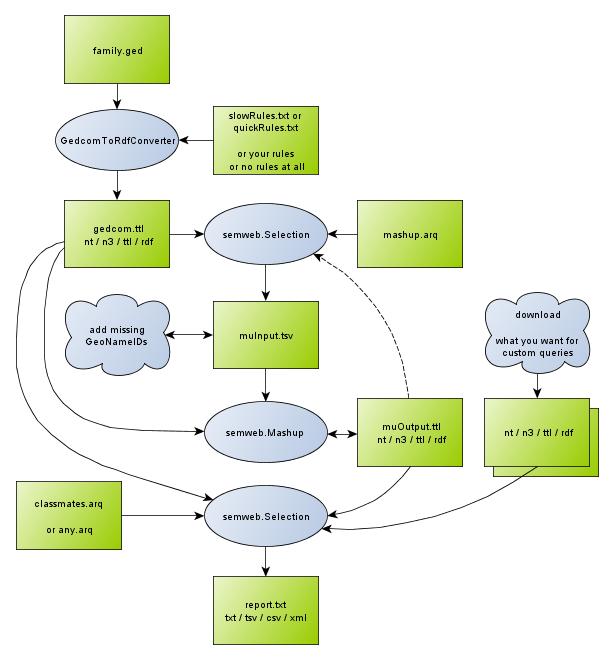 family.ged
GedcomToRdfConverter
slowRules.txt or
quickRules.txt
or your rules
or no rules at all
gedcom.ttl
nt / n3 / ttl / rdf
semweb.Selection
mashup.arq
add missing
GeoNameIDs
muInput.tsv
download
what you want for
custom queries
semweb.Mashup
muOutput.ttl
nt / n3 / ttl / rdf
nt / n3 / ttl / rdf
classmates.arq
or any.arq
semweb.Selection
report.txt
txt / tsv / csv / xml